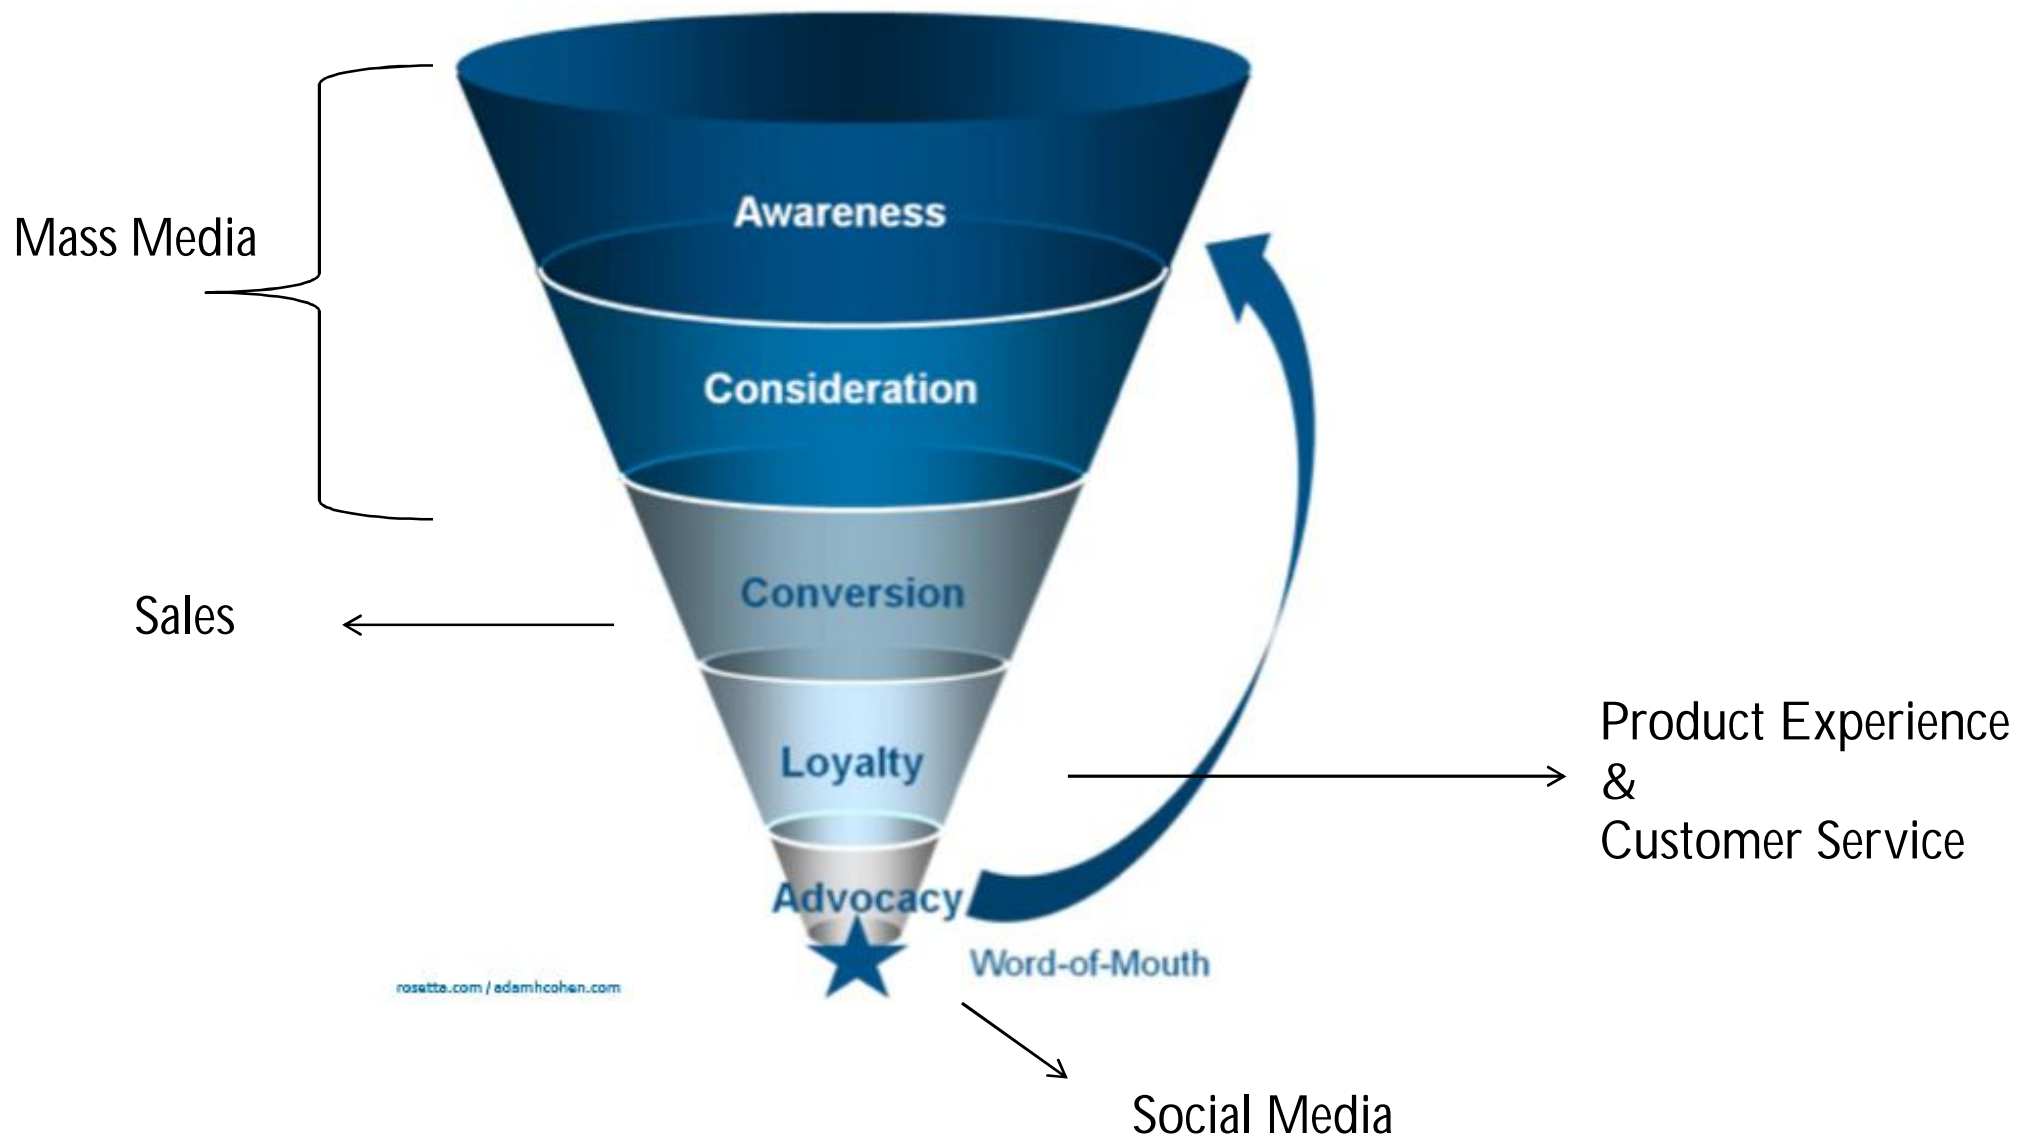 Awareness
Mass Media
Consideration
Conversion
Sales
Product Experience
&
Customer Service
Loyalty
Advocacy
Word-of-Mouth
rosetta.com / adamhcohen.com
Social Media